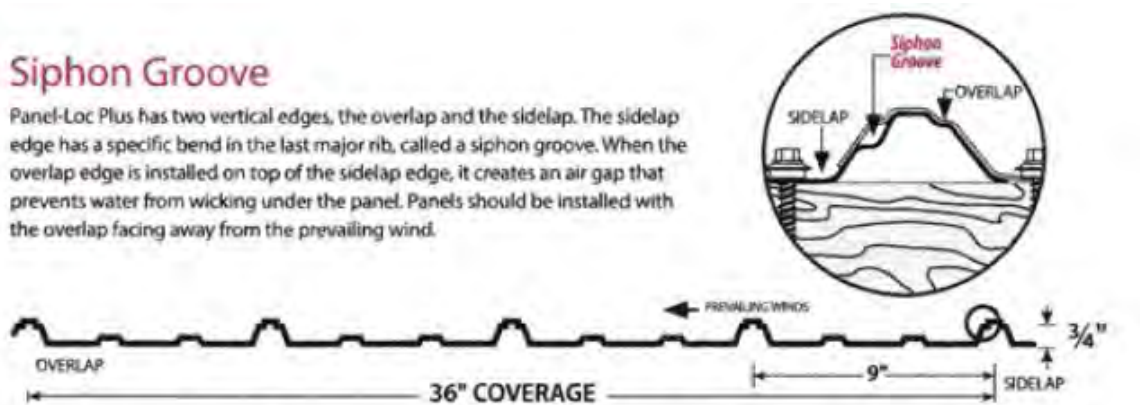 Siphon Groove
Panel-Loc Plus has two vertical edges, the overlap and the sidelap. The sidelap
edge has a specific bend in the last major rib, called a siphon groove. When the
overlap edge is installed on top of the sidelap edge, it creates an air gap that
prevents water from wicking under the panel. Panels should be installed with
the overlap facing away from the prevailing wind.
Siphon
Groove
OVERLAP
SIDELAP
PREVAILING WINDS
3/4"
OVERLAP
9"
SIDELAP
36" COVERAGE